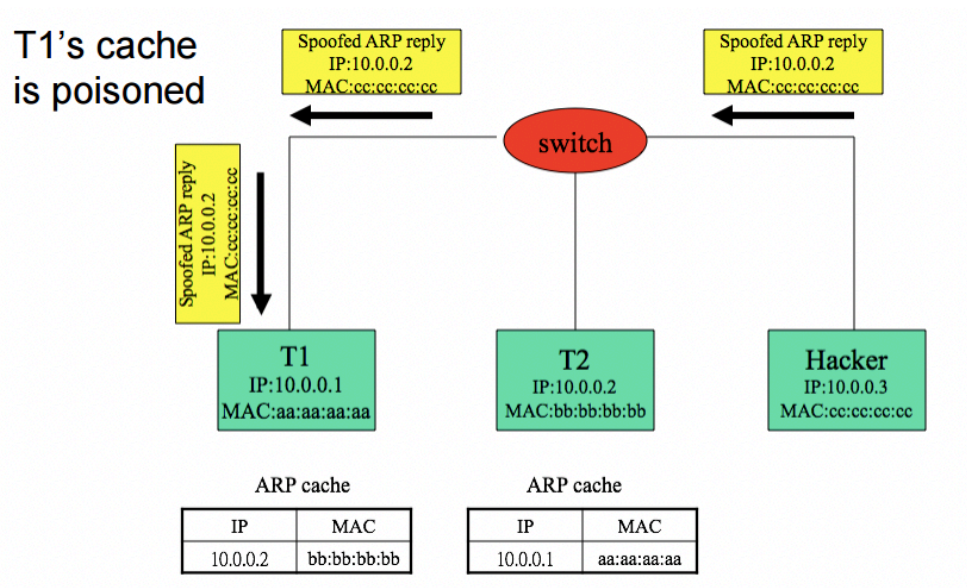 T1's cache
is poisoned
Spoofed ARP reply
IP:10.0.0.2
MAC:cc:cc:cc:cc
Spoofed ARP reply
IP:10.0.0.2
MAC:cc:cc:cc:cc
switch
Spoofed ARP reply
IP:10.0.0.2
MAC:cc:cc:cc:cc
T1
IP:10.0.0.1
MAC:aa:aa:aa:aa
T2
IP:10.0.0.2
MAC:bb:bb:bb:bb
Hacker
IP:10.0.0.3
MAC:cc:cc:cc:cc
ARP cache
IP MAC
10.0.0.2 bb:bb:bb:bb
ARP cache
IP MAC
10.0.0.1 aa:aa:aa:aa